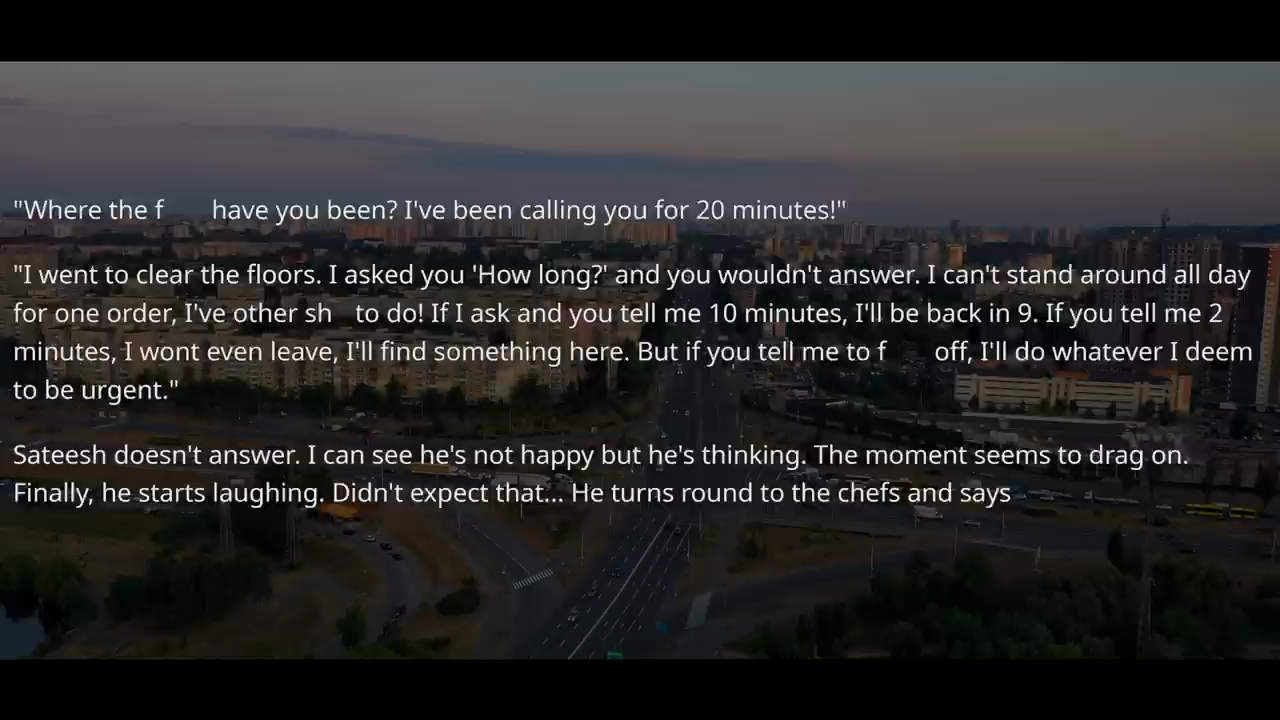 "Where the f have you been? I've been calling you for 20 minutes!"
"I went to clear the floors. I asked you 'How long?' and you wouldn't answer. I can't stand around all day
for one order, I've other sh to do! If I ask and you tell me 10 minutes, I'll be back in 9. If you tell me 2
minutes, I wont even leave, I'll find something here. But if you tell me to f off, I'll do whatever I deem
to be urgent."
Sateesh doesn't answer. I can see he's not happy but he's thinking. The moment seems to drag on.
Finally, he starts laughing. Didn't expect that... He turns round to the chefs and says